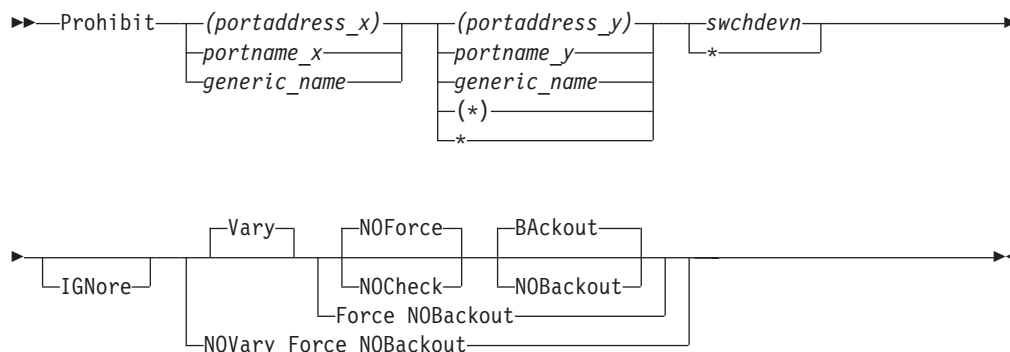 Prohibit (portaddress_x) (portaddress_y) swchdevn
portname_x portname_y *
generic_name generic_name
(*)
*
Vary NOForce BAckout
IGNore NOCheck NOBackout
Force NOBackout
NOVary Force NOBackout